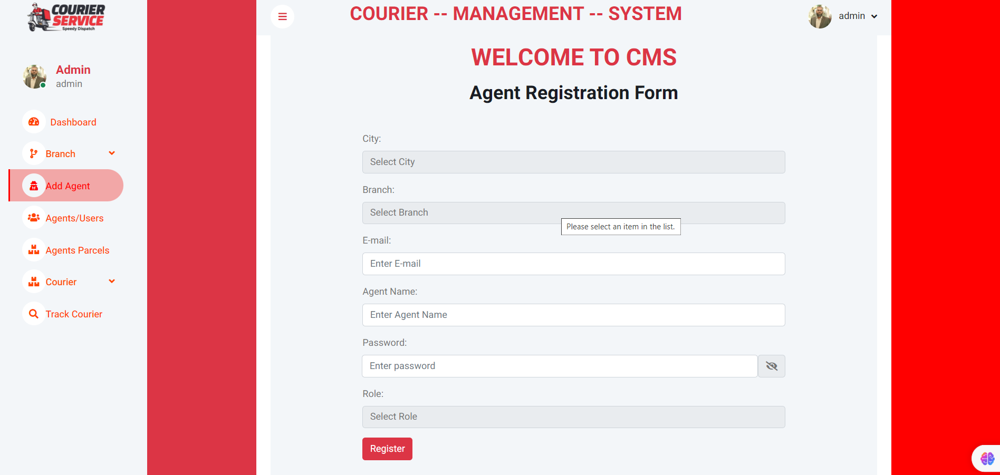 COURIER
SERVICE
Speedy Dispatch
Admin
admin
Dashboard
Branch
Add Agent
Agents/Users
Agents Parcels
Courier
Track Courier
COURIER -- MANAGEMENT -- SYSTEM
admin
WELCOME TO CMS
Agent Registration Form
City:
Select City
Branch:
Select Branch
Please select an item in the list.
E-mail:
Enter E-mail
Agent Name:
Enter Agent Name
Password:
Enter password
Role:
Select Role
Register